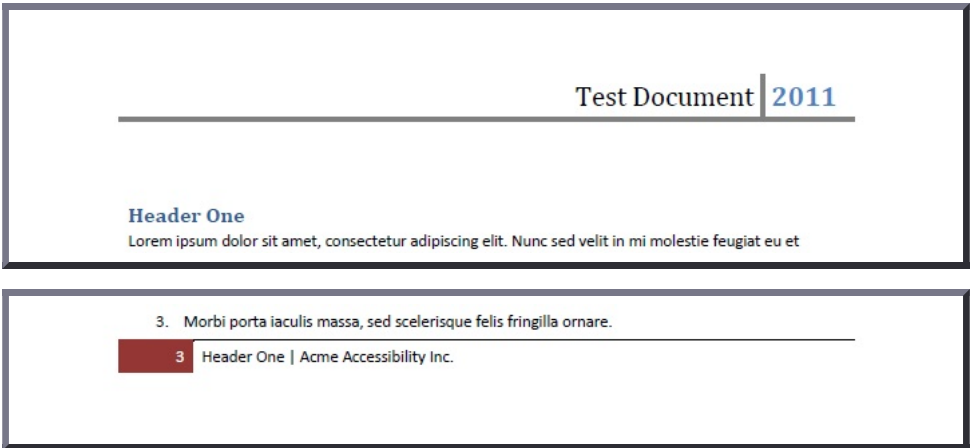 Test Document 2011
Header One
Lorem ipsum dolor sit amet, consectetur adipiscing elit. Nunc sed velit in mi molestie feugiat eu et
3. Morbi porta iaculis massa, sed scelerisque felis fringilla ornare.
3 Header One | Acme Accessibility Inc.